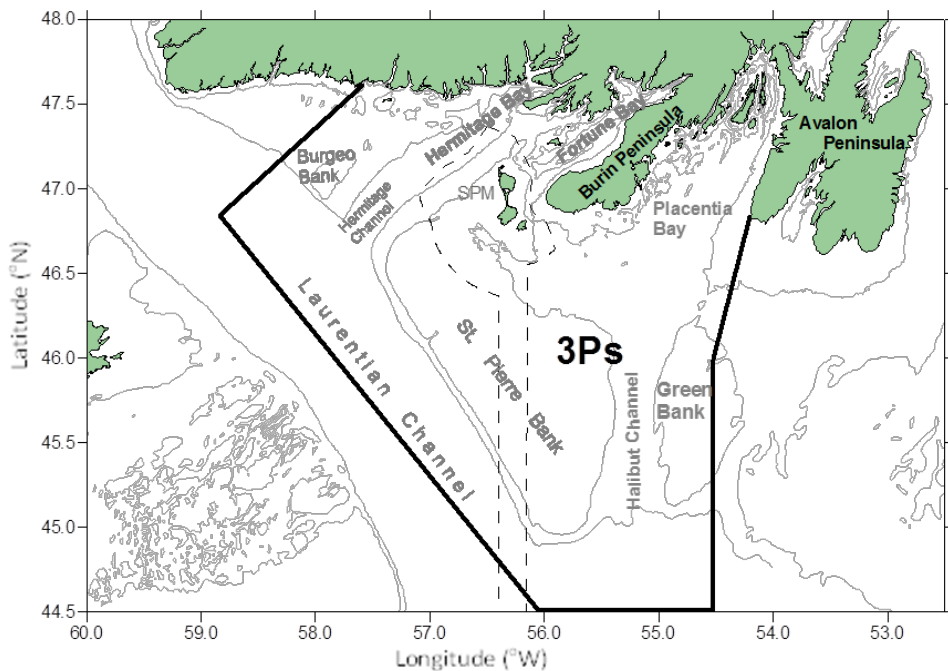 48.0
47.5
47.0
46.5
46.0
45.5
45.0
44.5
Latitude (°N)
Burgeo
Bank
Hermitage
Channel
Hermitage Bay
Fortune Bay
Burin Peninsula
Avalon
Peninsula
SPM
Placentia
Bay
Laurentian Channel
St. Pierre Bank
3Ps
Halibut Channel
Green
Bank
60.0 59.0 58.0 57.0 56.0 55.0 54.0 53.0
Longitude (°W)